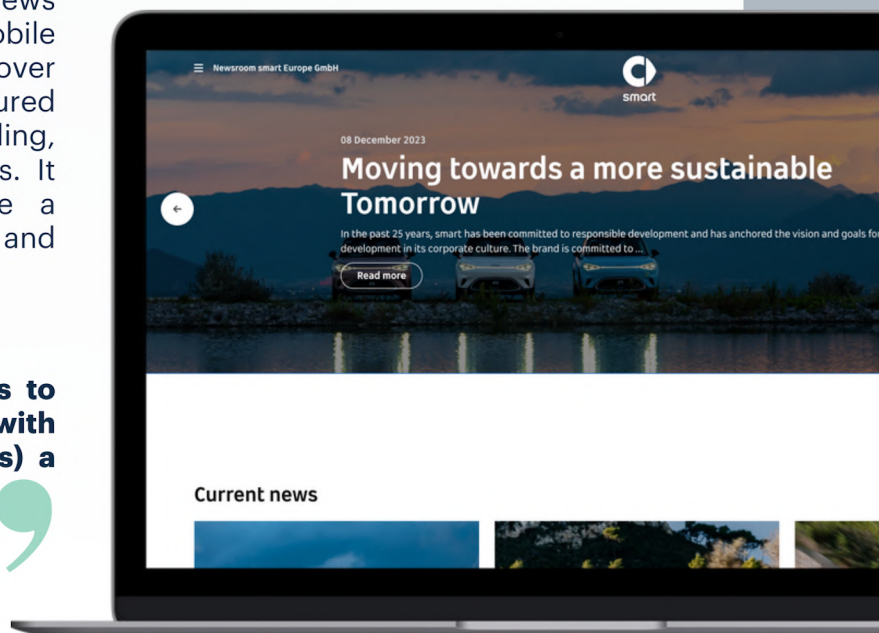 ews
obile
over
ured
ling,
s. It
e a
and
s to
with
s) a
Newsroom smart Europe GmbH
smart
08 December 2023
Moving towards a more sustainable
Tomorrow
In the past 25 years, smart has been committed to responsible development and has anchored the vision and goals for
development in its corporate culture. The brand is committed to ...
Read more
Current news